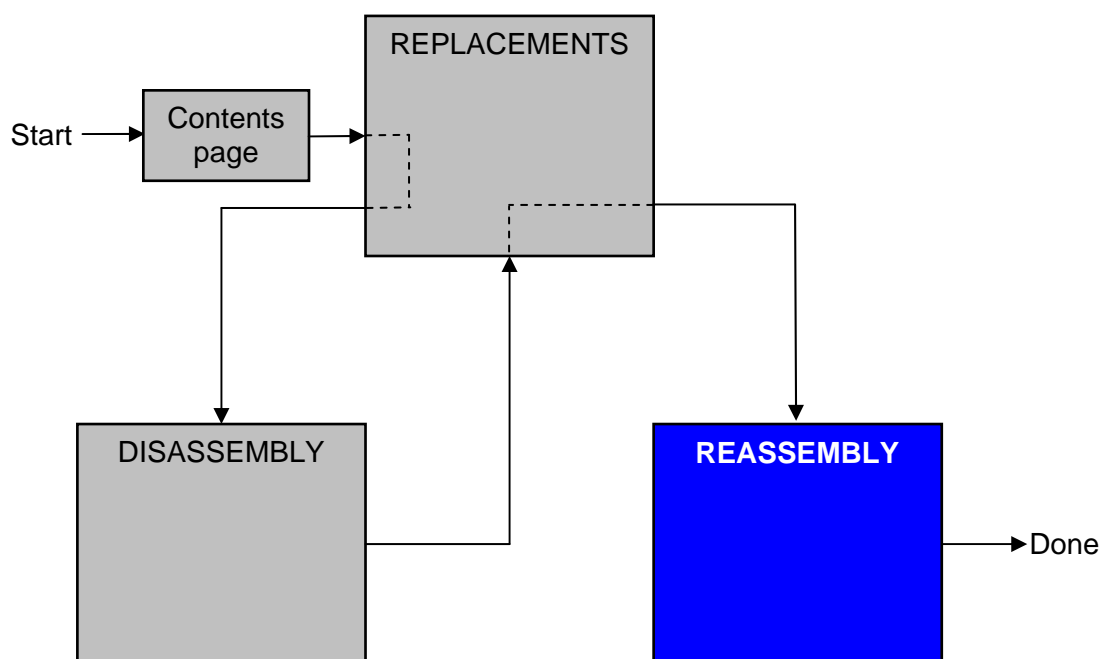 REPLACEMENTS
Start
Contents
page
DISASSEMBLY
REASSEMBLY
Done